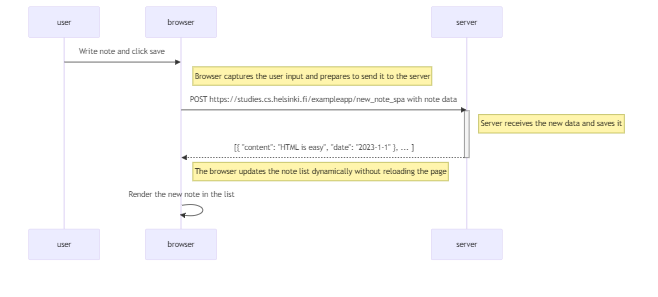 user
browser
server
Write note and click save
Browser captures the user input and prepares to send it to the server
POST https://studies.cs.helsinki.fi/exampleapp/new_note_spa with note data
Server receives the new data and saves it
[{ "content": "HTML is easy", "date": "2023-1-1" }, ... ]
The browser updates the note list dynamically without reloading the page
Render the new note in the list
user
browser
server